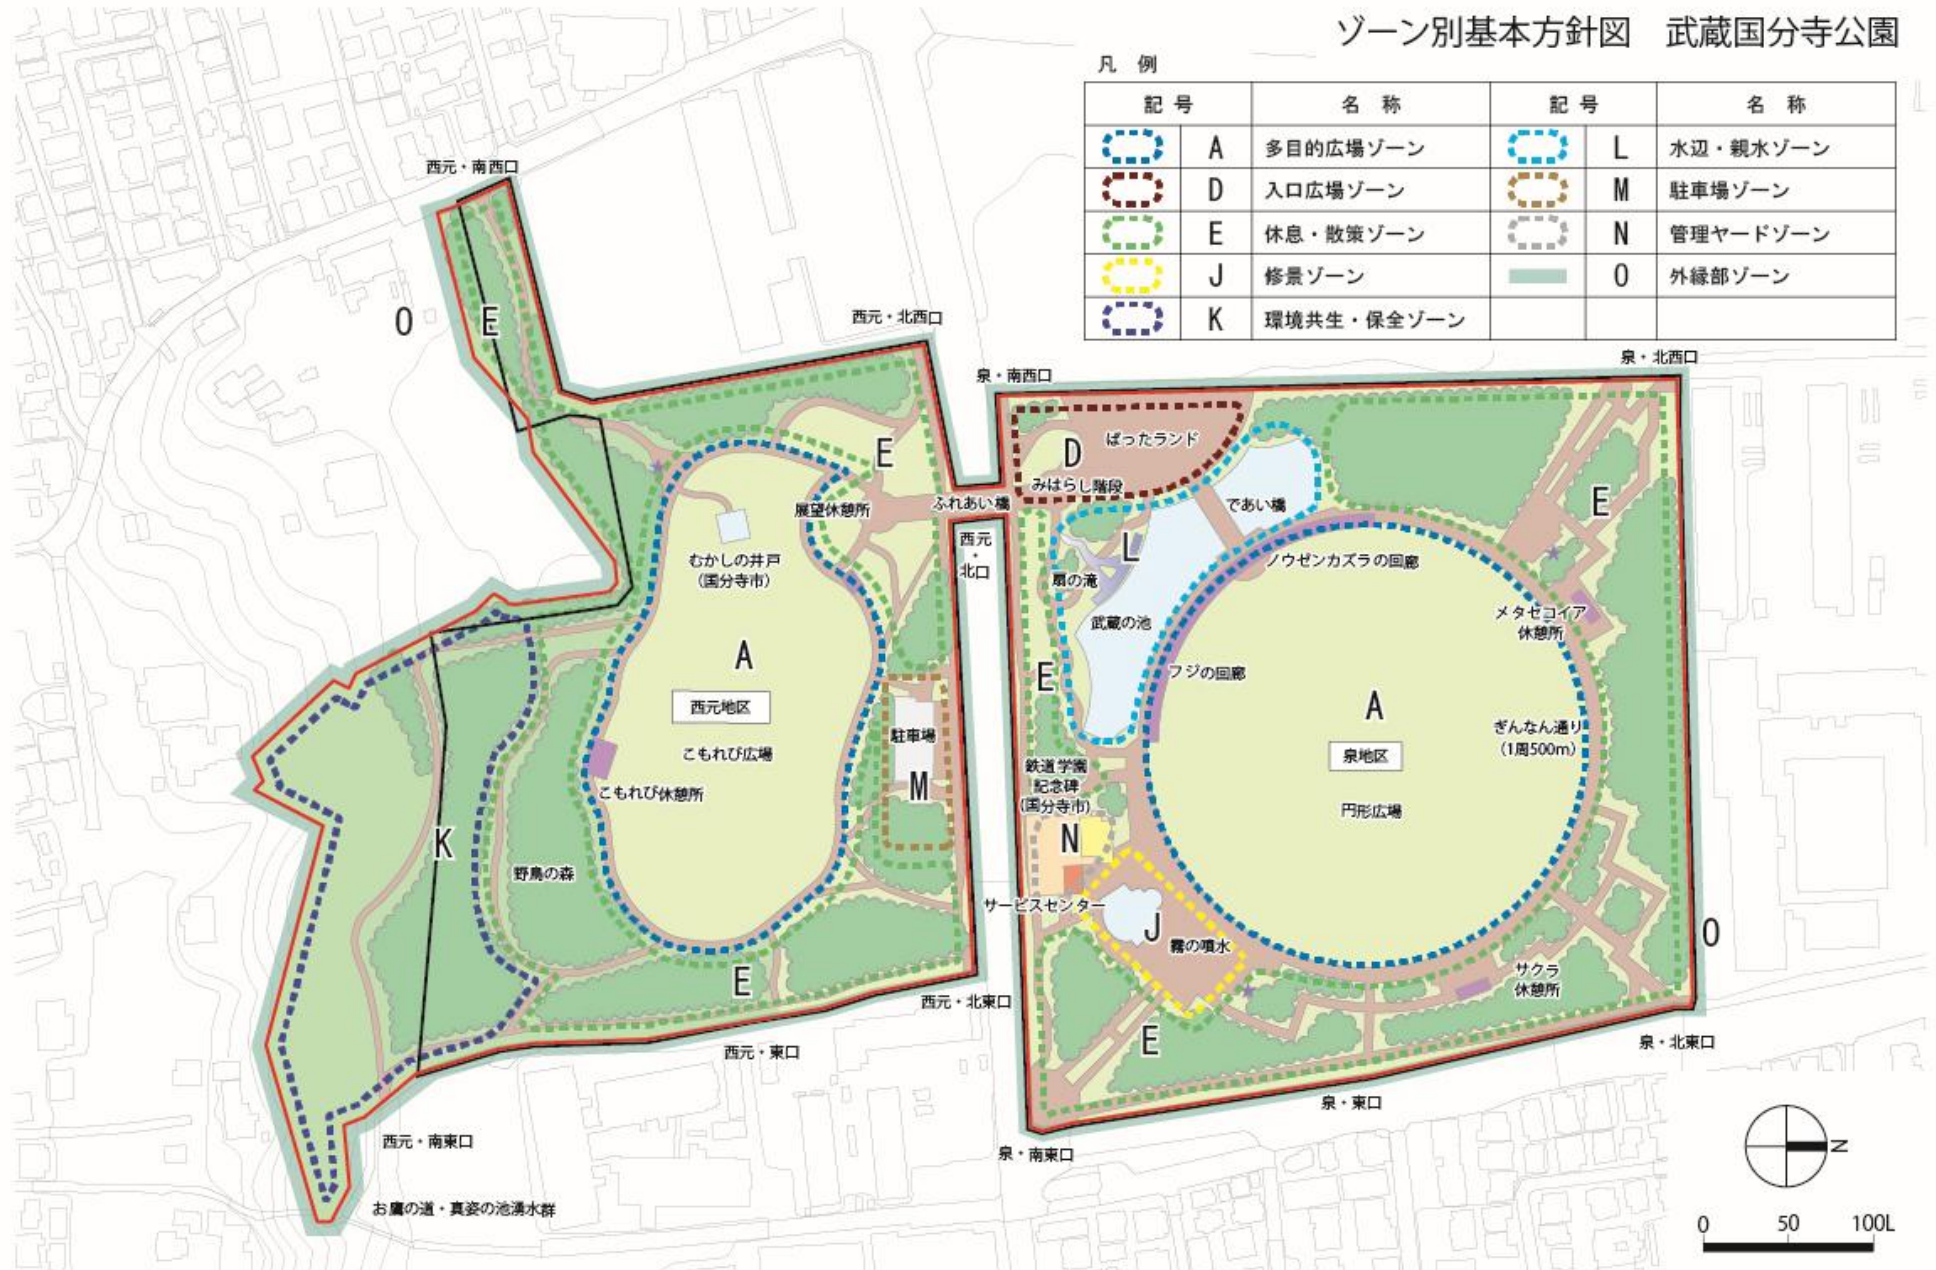 ゾーン別基本方針図　武蔵国分寺公園
凡　例
記 号　名　称　記 号　名　称
A　多目的広場ゾーン　L　水辺・親水ゾーン
D　入口広場ゾーン　M　駐車場ゾーン
E　休息・散策ゾーン　N　管理ヤードゾーン
J　修景ゾーン　O　外縁部ゾーン
K　環境共生・保全ゾーン
西元・南西口
O
E
西元・北西口
泉・南西口
泉・北西口
E
D
ばったランド
みはらし階段
展望休憩所
ふれあい橋
であい橋
E
西元
・
北口
L
むかしの井戸
（国分寺市）
扇の滝
ノウゼンカズラの回廊
武蔵の池
メタセコイア
休憩所
A
E
フジの回廊
西元地区
A
こもれび広場
駐車場
ぎんなん通り
（1周500m）
泉地区
鉄道学園
記念碑
（国分寺市）
こもれび休憩所
M
円形広場
K
N
野鳥の森
サービスセンター
J
霧の噴水
O
E
サクラ
休憩所
西元・北東口
E
西元・東口
泉・北東口
泉・東口
西元・南東口
泉・南東口
お鷹の道・真姿の池湧水群
N
0　50　100L